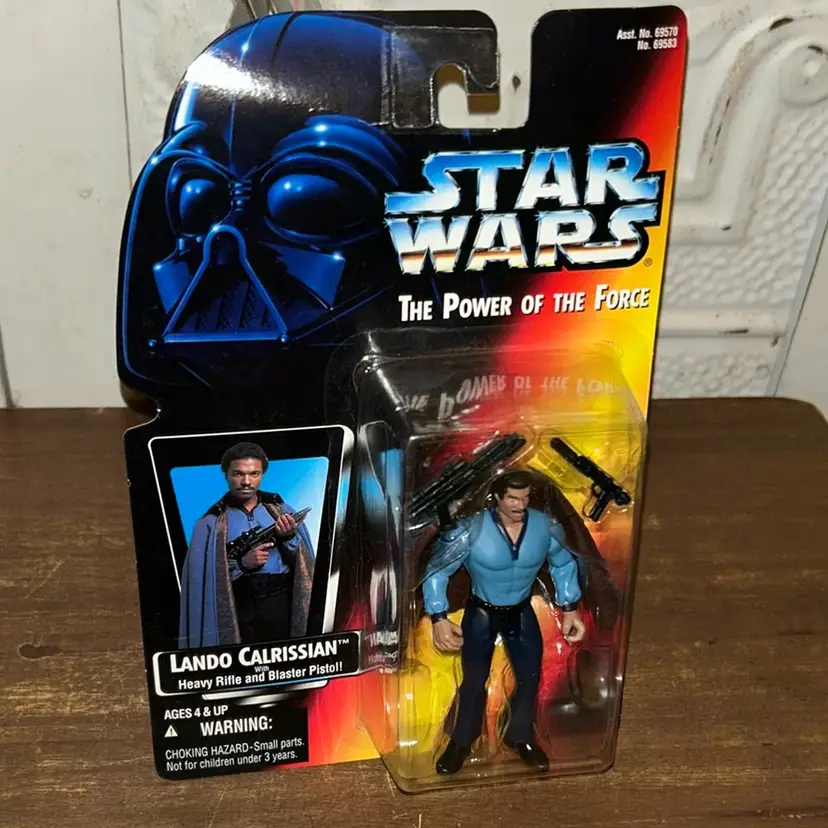 Asst. No. 69570
No. 69583
STAR
WARS®
THE POWER OF THE FORCE
LANDO CALRISSIAN™
with
Heavy Rifle and Blaster Pistol!
AGES 4 & UP
⚠ WARNING:
CHOKING HAZARD-Small parts.
Not for children under 3 years.